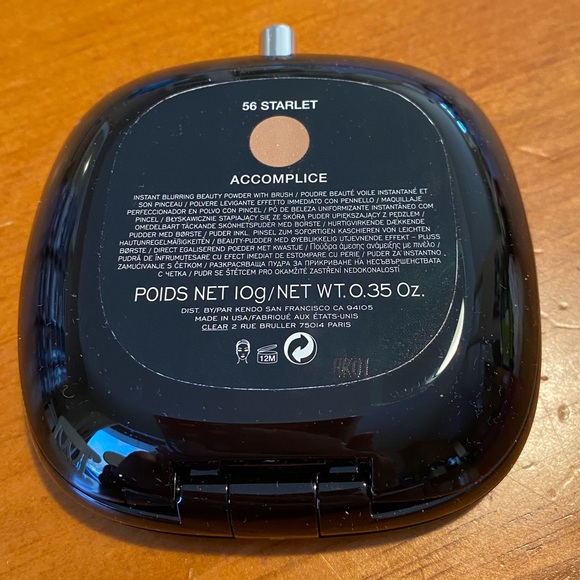 56 STARLET
ACCOMPLICE
INSTANT BLURRING BEAUTY POWDER WITH BRUSH / POUDRE BEAUTÉ VOILE INSTANTANÉ ET
SON PINCEAU / POLVERE LEVIGANTE EFFETTO IMMEDIATO CON PENNELLO / MAQUILLAJE
PERFECCIONADOR EN POLVO CON PINCEL / PÓ DE BELEZA UNIFORMIZANTE INSTANTÂNEO COM
PINCEL / BŁYSKAWICZNIE STAPIAJĄCY SIĘ ZE SKÓRĄ PUDER UPIĘKSZAJĄCY Z PĘDZLEM /
OMEDELBART TÄCKANDE SKÖNHETSPUDER MED BORSTE / HURTIGVIRKENDE DÆKKENDE
PUDDER MED BØRSTE / PUDER INKL. PINSEL ZUM SOFORTIGEN KASCHIEREN VON LEICHTEN
HAUTUNREGELMÄßIGKEITEN / BEAUTY-PUDDER MED ØYEBLIKKELIG UTJEVNENDE EFFEKT – PLUSS
BØRSTE / DIRECT EGALISEREND POEDER MET KWASTJE / Πούδρα άμεσης ανάμειξης με πινέλο /
PUDRĂ DE ÎNFRUMUSEȚARE CU EFECT IMEDIAT DE ESTOMPARE CU PERIE / PUDR ZA INSTANTNO
ZAMUĆIVANJE S ČETKOM / РАЗКРАСЯВАЩА ПУДРА ЗА ПРИКРИВАНЕ НА НЕСЪВЪРШЕНСТВАТА
С ЧЕТКА / PUDR SE ŠTĚTCEM PRO OKAMŽITÉ ZASTŘENÍ NEDOKONALOSTÍ
POIDS NET 10g/NET WT. 0.35 Oz.
DIST. BY/PAR KENDO SAN FRANCISCO CA 94105
MADE IN USA/FABRIQUÉ AUX ÉTATS-UNIS
CLEAR 2 RUE BRULLER 75014 PARIS
12M
RK01